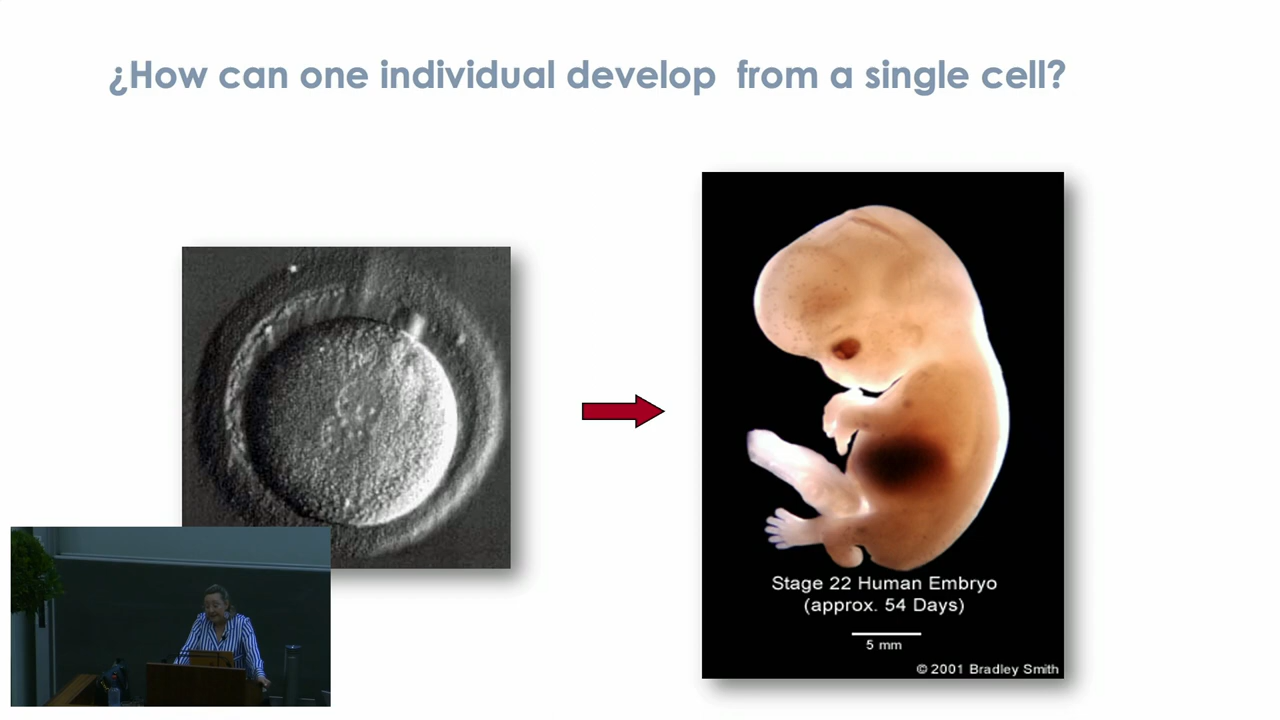 ¿How can one individual develop  from a single cell?
Stage 22 Human Embryo
(approx. 54 Days)
5 mm
© 2001 Bradley Smith